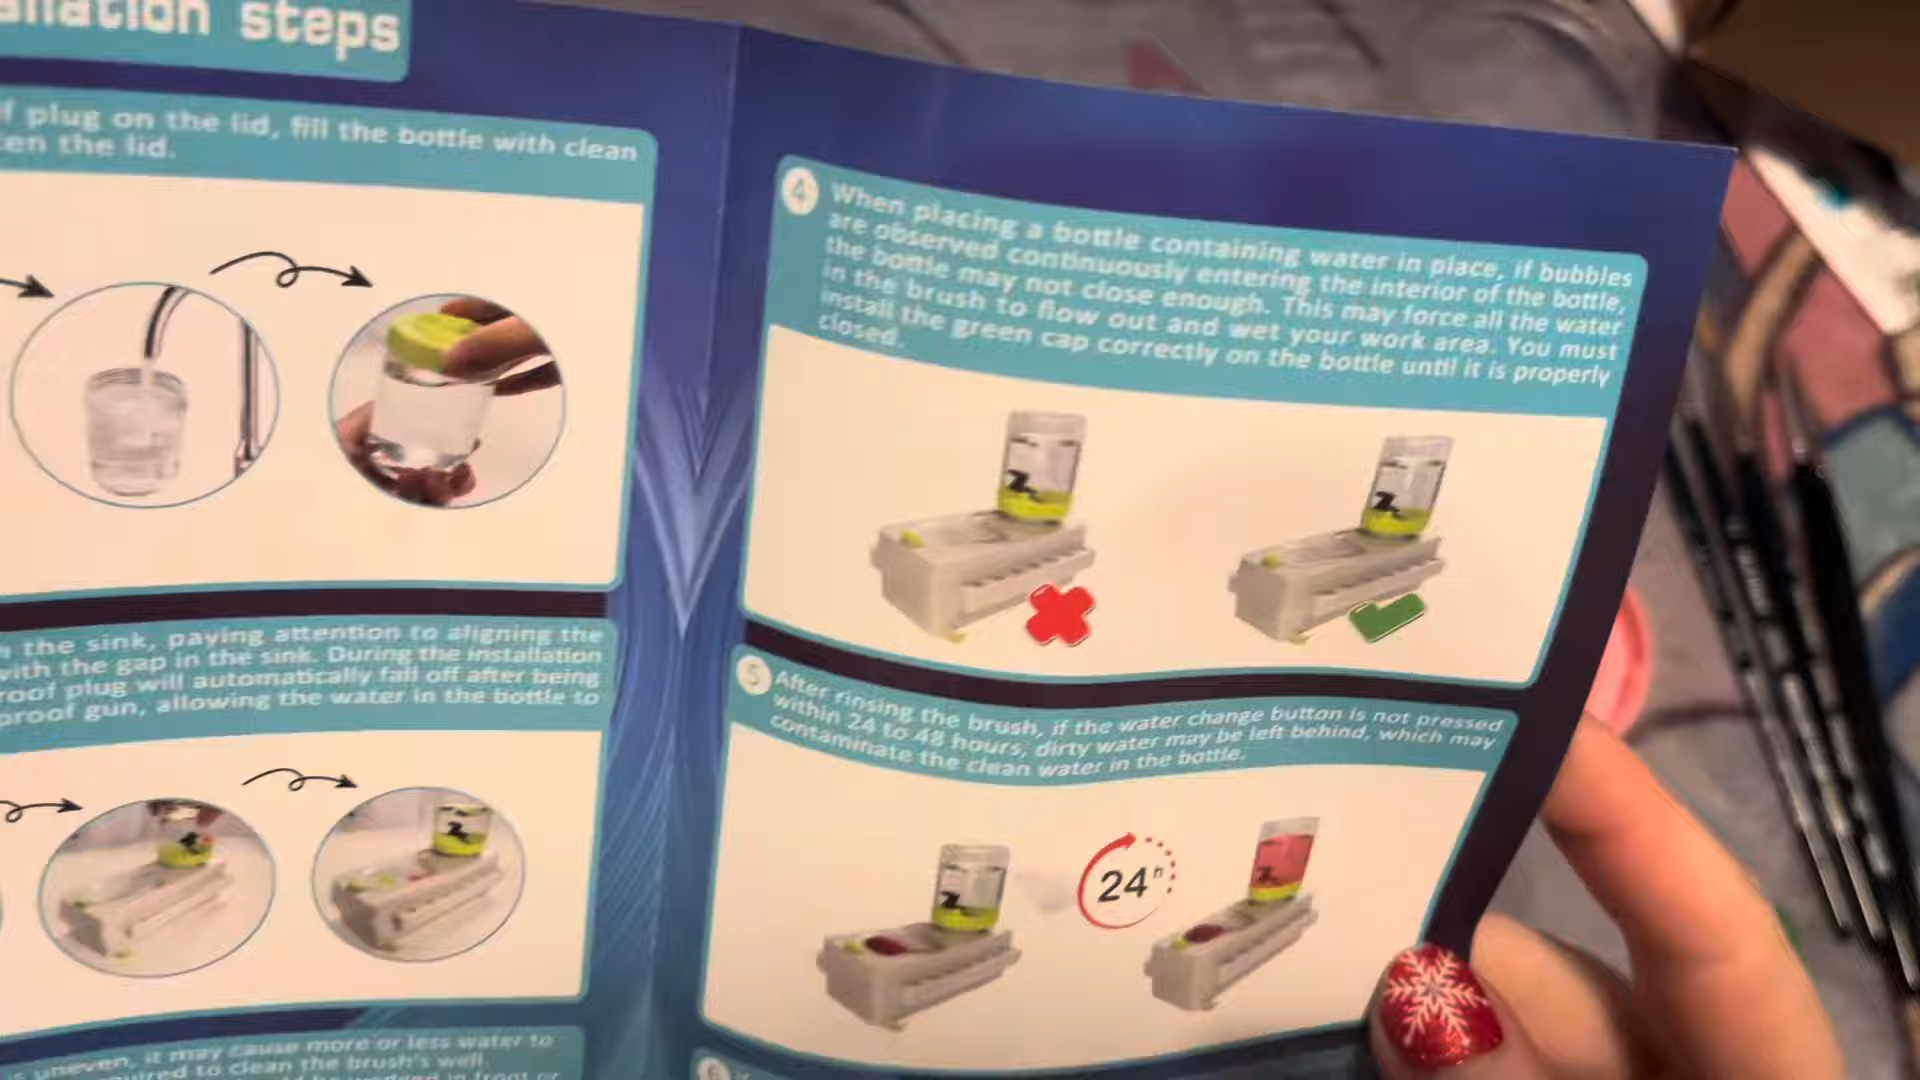 allation steps
f plug on the lid, fill the bottle with clean
en the lid.
the sink, paying attention to aligning the
with the gap in the sink. During the installation
roof plug will automatically fall off after being
proof gun, allowing the water in the bottle to
uneven, it may cause more or less water to
quired to clean the brush's well.
4
When placing a bottle containing water in place, if bubbles
are observed continuously entering the interior of the bottle,
the bottle may not close enough. This may force all the water
in the brush to flow out and wet your work area. You must
install the green cap correctly on the bottle until it is properly
closed.
5
After rinsing the brush, if the water change button is not pressed
within 24 to 48 hours, dirty water may be left behind, which may
contaminate the clean water in the bottle.
24h
6